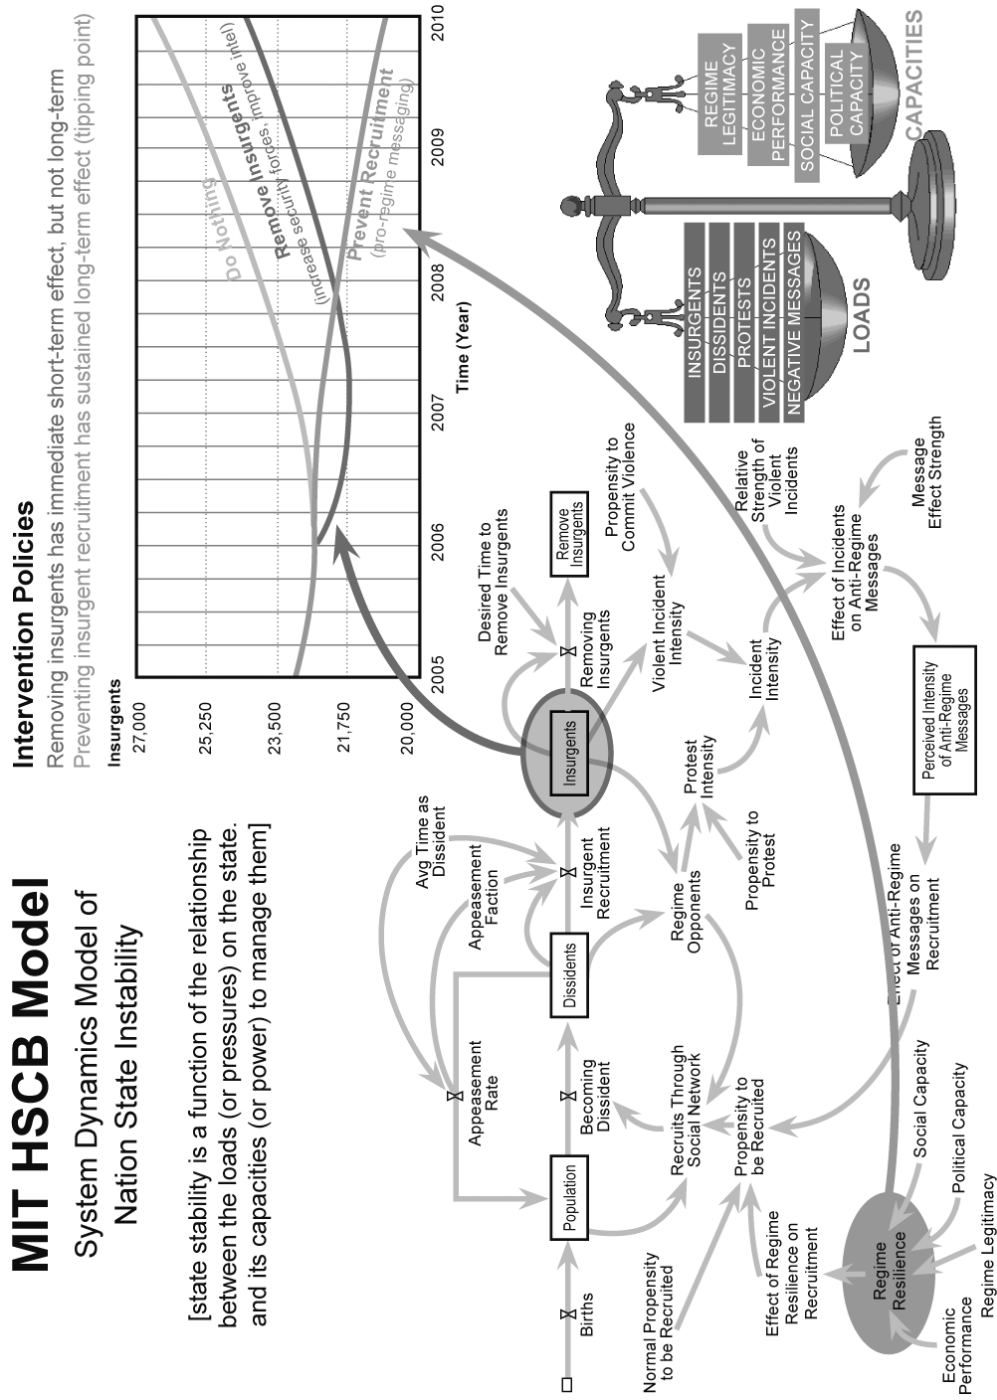 MIT HSCB Model
System Dynamics Model of
Nation State Instability
[state stability is a function of the relationship
between the loads (or pressures) on the state.
and its capacities (or power) to manage them]
Intervention Policies
Removing insurgents has immediate short-term effect, but not long-term
Preventing insurgent recruitment has sustained long-term effect (tipping point)
Insurgents
27,000
25,250
23,500
21,750
20,000
Do Nothing
Remove Insurgents
(increase security forces, improve intel)
Prevent Recruitment
(pro-regime messaging)
2005
2006
2007
2008
2009
2010
Time (Year)
Avg Time as
Dissident
Appeasement
Faction
Appeasement
Rate
Desired Time to
Remove Insurgents
Births
Population
Becoming
Dissident
Dissidents
Insurgent
Recruitment
Insurgents
Removing
Insurgents
Remove
Insurgents
Propensity to
Commit Violence
Normal Propensity
to be Recruited
Recruits Through
Social Network
Regime
Opponents
Protest
Intensity
Violent Incident
Intensity
Propensity to
be Recruited
Propensity to
Protest
Incident
Intensity
Relative
Strength of
Violent
Incidents
Effect of Regime
Resilience on
Recruitment
Effect of Incidents
on Anti-Regime
Messages
Message
Effect Strength
Effect of Anti-Regime
Messages on
Recruitment
Perceived Intensity
of Anti-Regime
Messages
Regime
Resilience
Social Capacity
Political Capacity
Regime Legitimacy
Economic
Performance
INSURGENTS
DISSIDENTS
PROTESTS
VIOLENT INCIDENTS
NEGATIVE MESSAGES
LOADS
REGIME
LEGITIMACY
ECONOMIC
PERFORMANCE
SOCIAL CAPACITY
POLITICAL
CAPACITY
CAPACITIES